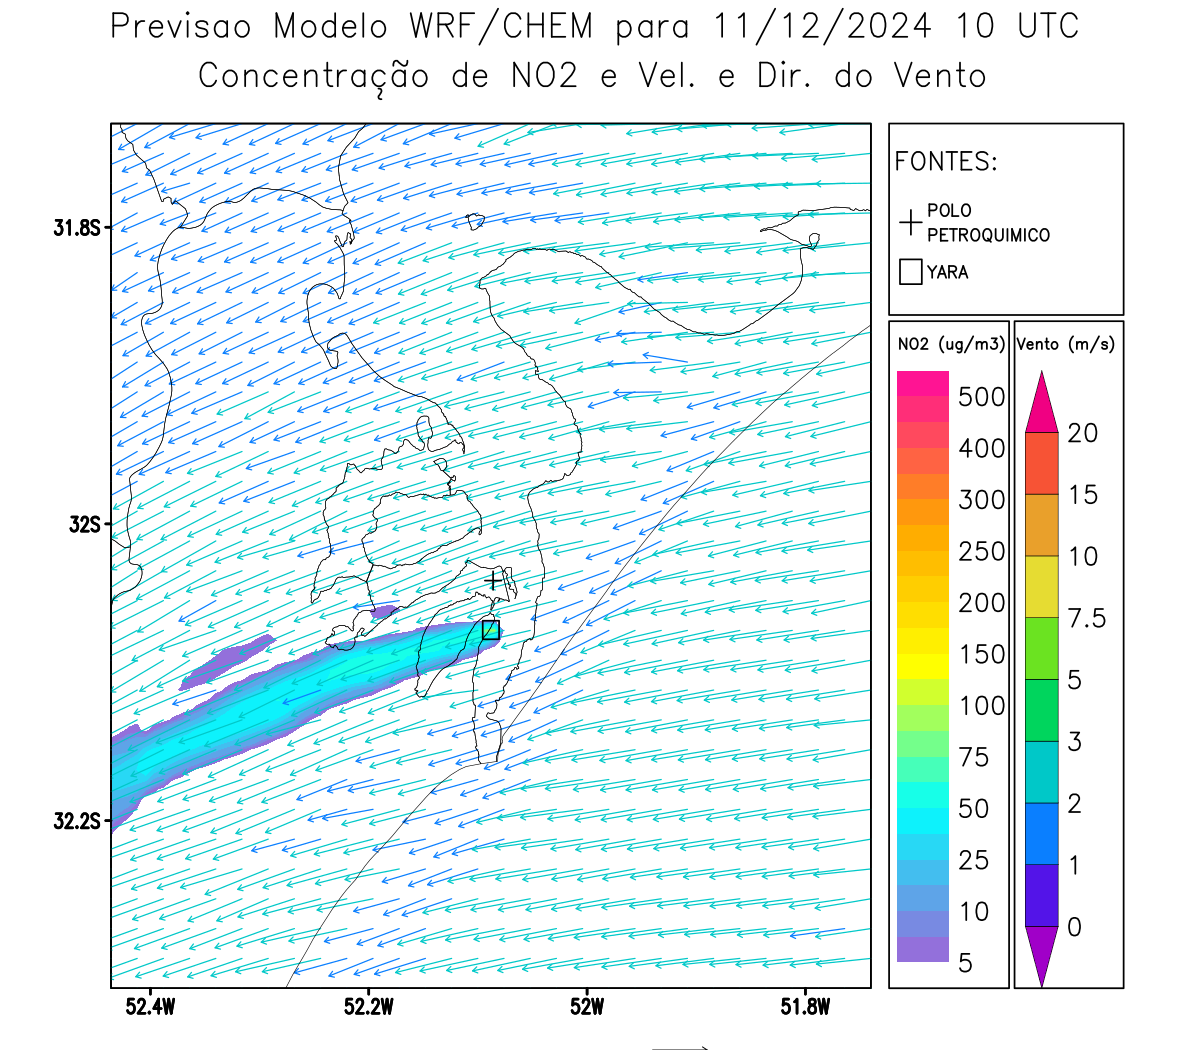 Previsao Modelo WRF/CHEM para 11/12/2024 10 UTC
Concentração de NO2 e Vel. e Dir. do Vento
FONTES:
POLO
PETROQUIMICO
YARA
NO2 (ug/m3)
500
400
300
250
200
150
100
75
50
25
10
5
Vento (m/s)
20
15
10
7.5
5
3
2
1
0
31.8S
32S
32.2S
52.4W 52.2W 52W 51.8W